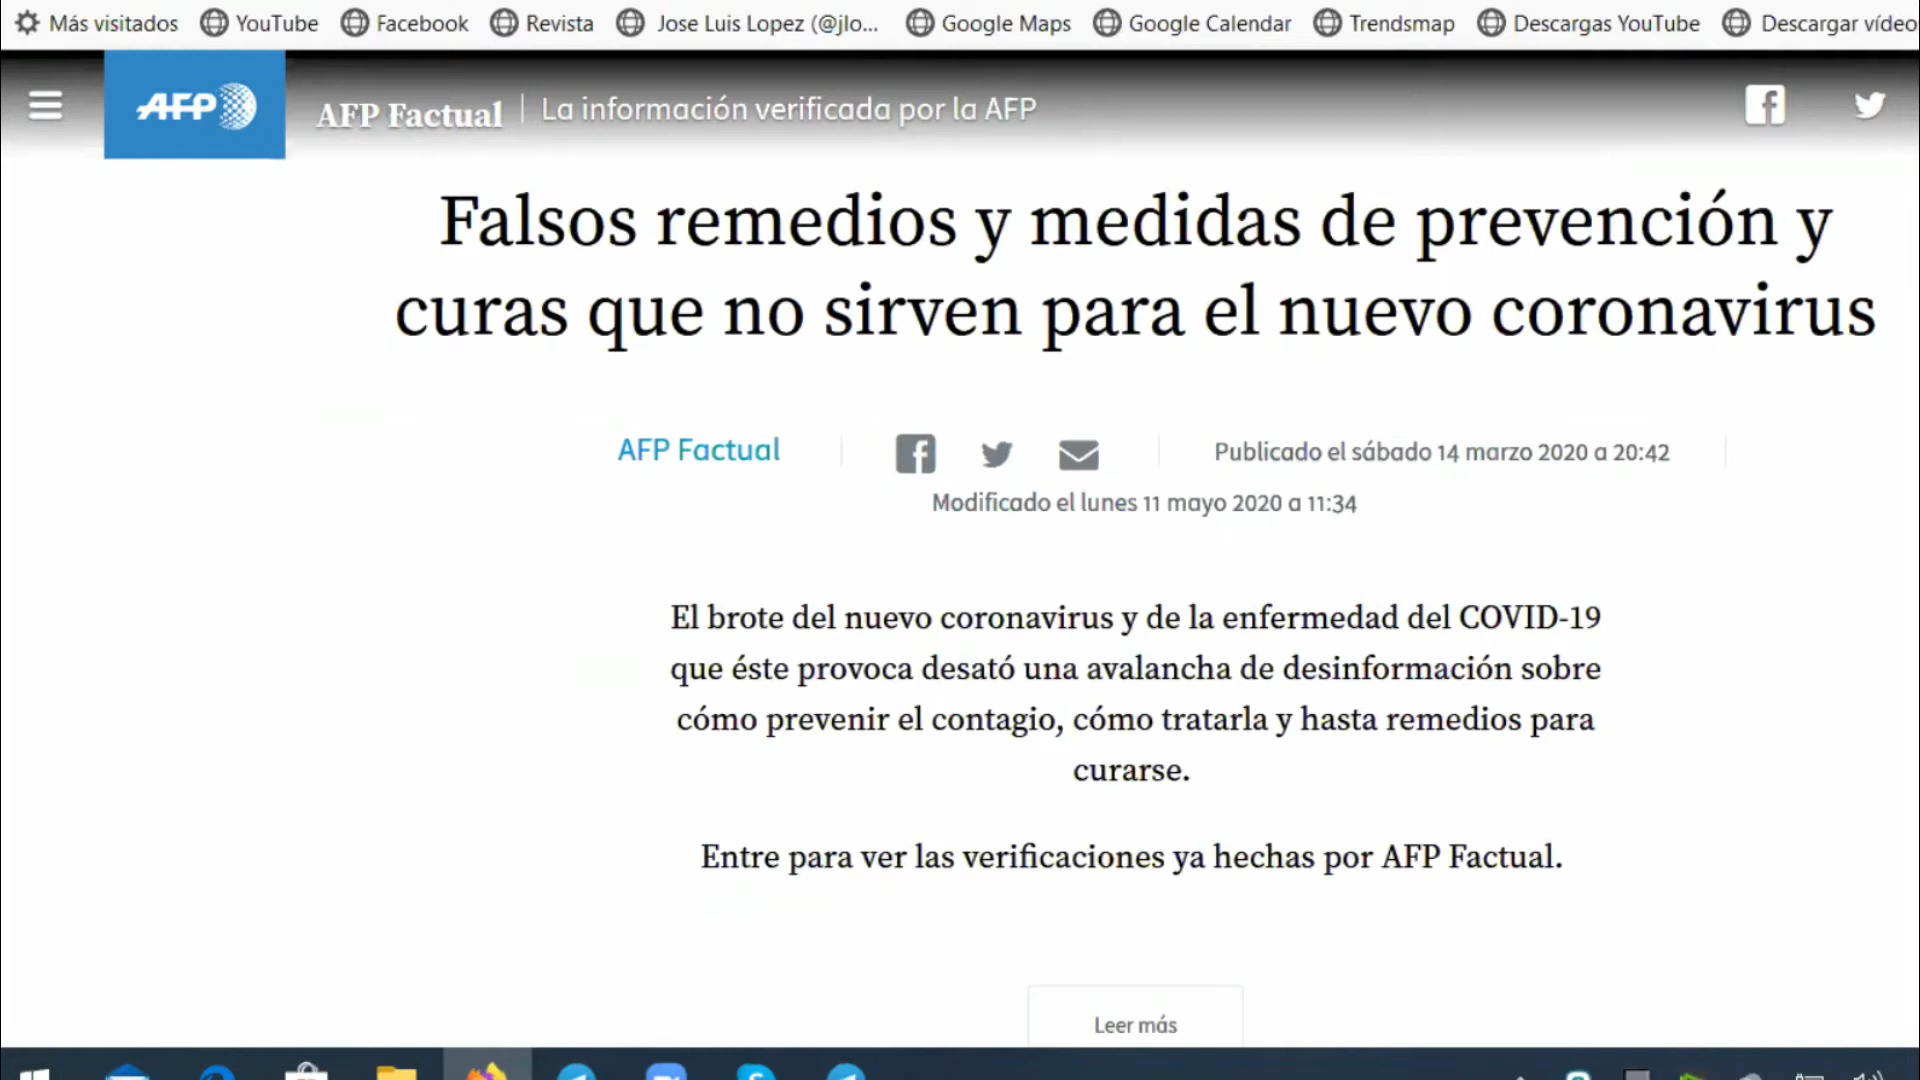 Más visitados YouTube Facebook Revista Jose Luis Lopez (@jlo... Google Maps Google Calendar Trendsmap Descargas YouTube Descargar vídeo
AFP AFP Factual La información verificada por la AFP
Falsos remedios y medidas de prevención y
curas que no sirven para el nuevo coronavirus
AFP Factual Publicado el sábado 14 marzo 2020 a 20:42
Modificado el lunes 11 mayo 2020 a 11:34
El brote del nuevo coronavirus y de la enfermedad del COVID-19
que éste provoca desató una avalancha de desinformación sobre
cómo prevenir el contagio, cómo tratarla y hasta remedios para
curarse.
Entre para ver las verificaciones ya hechas por AFP Factual.
Leer más